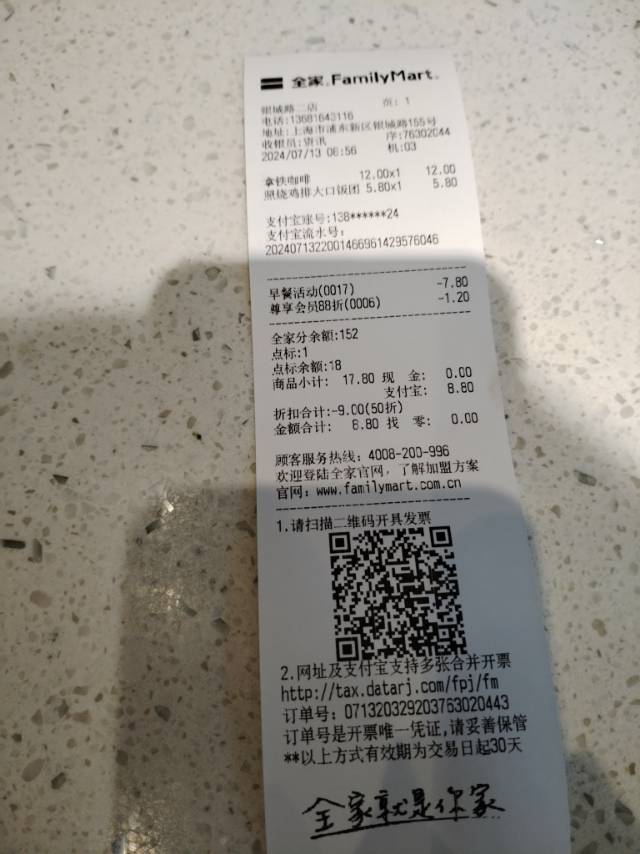 全家 FamilyMart
银城路二店 页: 1
电话:13681643116
地址:上海市浦东新区银城路155号
收银员:资讯 序:76302044
2024/07/13 06:56 机:03
拿铁咖啡 12.00x1 12.00
照烧鸡排大口饭团 5.80x1 5.80
支付宝账号:138******24
支付宝流水号:
2024071322001466961429576046
早餐活动(0017) -7.80
尊享会员88折(0006) -1.20
全家分余额:152
点标:1
点标余额:18
商品小计: 17.80 现 金: 0.00
支付宝: 8.80
折扣合计:-9.00(50折)
金额合计: 8.80 找 零: 0.00
顾客服务热线: 4008-200-996
欢迎登陆全家官网，了解加盟方案
官网: www.familymart.com.cn
1.请扫描二维码开具发票
2.网址及支付宝支持多张合并开票
http://tax.datarj.com/fpj/fm
订单号: 071320329203763020443
订单号是开票唯一凭证,请妥善保管
**以上方式有效期为交易日起30天
全家就是你家